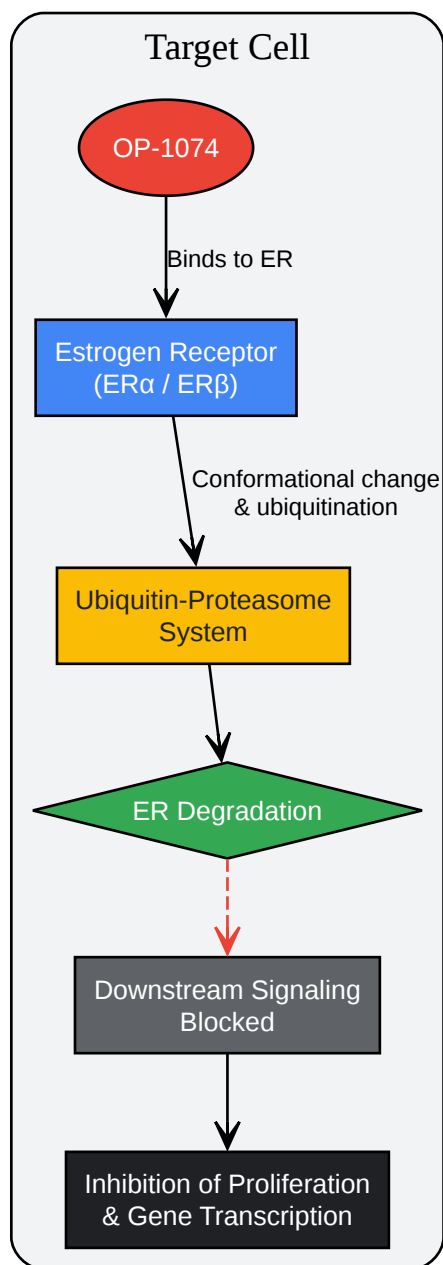 Target Cell
OP-1074
Binds to ER
Estrogen Receptor
(ERα / ERβ)
Conformational change
& ubiquitination
Ubiquitin-Proteasome
System
ER Degradation
Downstream Signaling
Blocked
Inhibition of Proliferation
& Gene Transcription